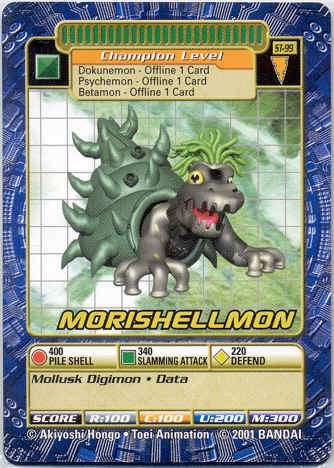 Champion Level
ST-99
Dokunemon - Offline 1 Card
Psychemon - Offline 1 Card
Betamon - Offline 1 Card
MORISHELLMON
400 PILE SHELL 340 SLAMMING ATTACK 220 DEFEND
Mollusk Digimon • Data
SCORE R:100 C:100 U:200 M:300
© Akiyoshi Hongo • Toei Animation © 2001 BANDAI